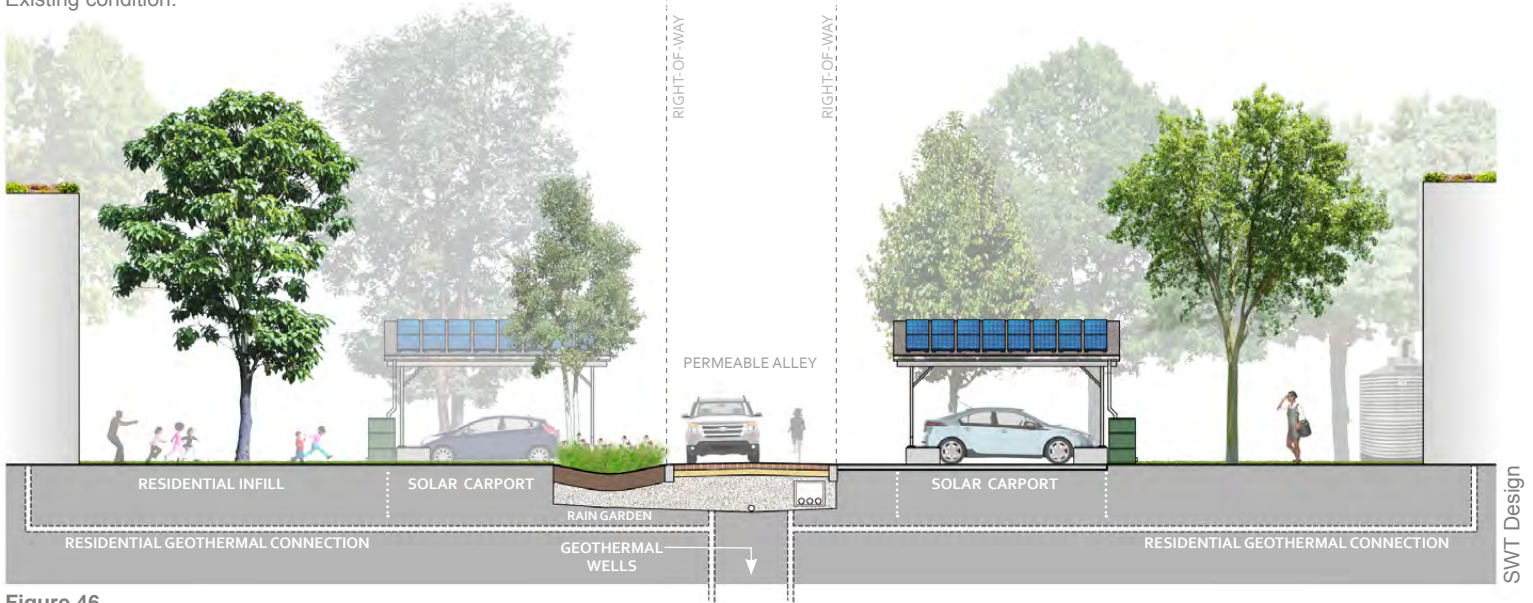 Existing condition.
RIGHT-OF-WAY
RIGHT-OF-WAY
PERMEABLE ALLEY
RESIDENTIAL INFILL
SOLAR CARPORT
RAIN GARDEN
SOLAR CARPORT
RESIDENTIAL GEOTHERMAL CONNECTION
GEOTHERMAL
WELLS
RESIDENTIAL GEOTHERMAL CONNECTION
SWT Design
Figure 46